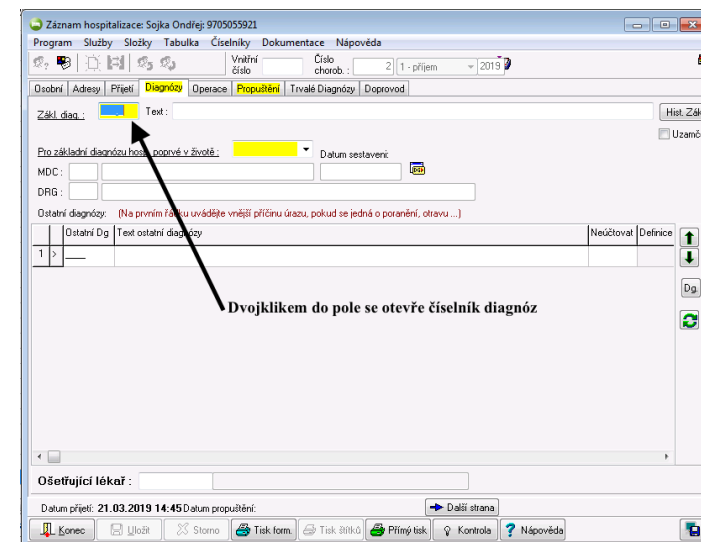 Záznam hospitalizace: Sojka Ondřej: 9705055921
Program Služby Složky Tabulka Číselníky Dokumentace Nápověda
Vnitřní číslo Číslo chorob. : 2 1 - příjem 2019
Osobní Adresy Přijetí Diagnózy Operace Propuštění Trvalé Diagnózy Doprovod
Zákl. diag. : Text : Hist. Zák
Uzamč
Pro základní diagnózu hosp. poprvé v životě : Datum sestavení:
MDC :
DRG :
Ostatní diagnózy: (Na prvním řádku uvádějte vnější příčinu úrazu, pokud se jedná o poranění, otravu ...)
Ostatní Dg Text ostatní diagnózy Neúčtovat Definice
1 >
Dg.
Dvojklikem do pole se otevře číselník diagnóz
Ošetřující lékař :
Datum přijetí: 21.03.2019 14:45 Datum propuštění: Další strana
Konec Uložit Storno Tisk form. Tisk štítků Přímý tisk Kontrola Nápověda